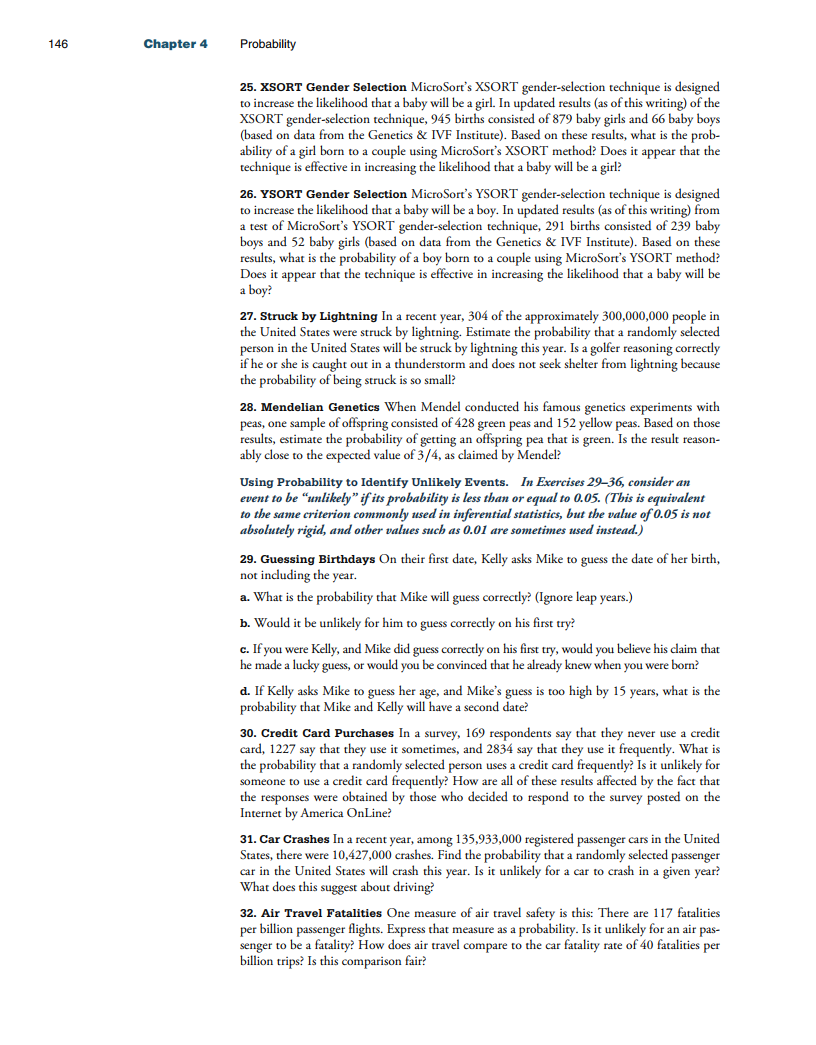 146 Chapter 4 Probability
25. XSORT Gender Selection MicroSort's XSORT gender-selection technique is designed
to increase the likelihood that a baby will be a girl. In updated results (as of this writing) of the
XSORT gender-selection technique, 945 births consisted of 879 baby girls and 66 baby boys
(based on data from the Genetics & IVF Institute). Based on these results, what is the prob-
ability of a girl born to a couple using MicroSort's XSORT method? Does it appear that the
technique is effective in increasing the likelihood that a baby will be a girl?
26. YSORT Gender Selection MicroSort's YSORT gender-selection technique is designed
to increase the likelihood that a baby will be a boy. In updated results (as of this writing) from
a test of MicroSort's YSORT gender-selection technique, 291 births consisted of 239 baby
boys and 52 baby girls (based on data from the Genetics & IVF Institute). Based on these
results, what is the probability of a boy born to a couple using MicroSort's YSORT method?
Does it appear that the technique is effective in increasing the likelihood that a baby will be
a boy?
27. Struck by Lightning In a recent year, 304 of the approximately 300,000,000 people in
the United States were struck by lightning. Estimate the probability that a randomly selected
person in the United States will be struck by lightning this year. Is a golfer reasoning correctly
if he or she is caught out in a thunderstorm and does not seek shelter from lightning because
the probability of being struck is so small?
28. Mendelian Genetics When Mendel conducted his famous genetics experiments with
peas, one sample of offspring consisted of 428 green peas and 152 yellow peas. Based on those
results, estimate the probability of getting an offspring pea that is green. Is the result reason-
ably close to the expected value of 3/4, as claimed by Mendel?
Using Probability to Identify Unlikely Events. In Exercises 29–36, consider an
event to be "unlikely" if its probability is less than or equal to 0.05. (This is equivalent
to the same criterion commonly used in inferential statistics, but the value of 0.05 is not
absolutely rigid, and other values such as 0.01 are sometimes used instead.)
29. Guessing Birthdays On their first date, Kelly asks Mike to guess the date of her birth,
not including the year.
a. What is the probability that Mike will guess correctly? (Ignore leap years.)
b. Would it be unlikely for him to guess correctly on his first try?
c. If you were Kelly, and Mike did guess correctly on his first try, would you believe his claim that
he made a lucky guess, or would you be convinced that he already knew when you were born?
d. If Kelly asks Mike to guess her age, and Mike's guess is too high by 15 years, what is the
probability that Mike and Kelly will have a second date?
30. Credit Card Purchases In a survey, 169 respondents say that they never use a credit
card, 1227 say that they use it sometimes, and 2834 say that they use it frequently. What is
the probability that a randomly selected person uses a credit card frequently? Is it unlikely for
someone to use a credit card frequently? How are all of these results affected by the fact that
the responses were obtained by those who decided to respond to the survey posted on the
Internet by America OnLine?
31. Car Crashes In a recent year, among 135,933,000 registered passenger cars in the United
States, there were 10,427,000 crashes. Find the probability that a randomly selected passenger
car in the United States will crash this year. Is it unlikely for a car to crash in a given year?
What does this suggest about driving?
32. Air Travel Fatalities One measure of air travel safety is this: There are 117 fatalities
per billion passenger flights. Express that measure as a probability. Is it unlikely for an air pas-
senger to be a fatality? How does air travel compare to the car fatality rate of 40 fatalities per
billion trips? Is this comparison fair?